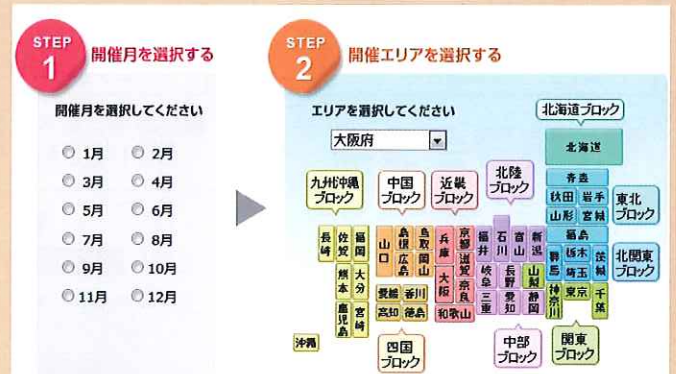 STEP
1
開催月を選択する
開催月を選択してください
1月
2月
3月
4月
5月
6月
7月
8月
9月
10月
11月
12月
STEP
2
開催エリアを選択する
エリアを選択してください
大阪府
北海道ブロック
北海道
青森
秋田
岩手
山形
宮城
福島
東北
ブロック
北関東
ブロック
群馬
栃木
茨城
埼玉
神奈川
東京
千葉
関東
ブロック
北陸
ブロック
福井
石川
富山
新潟
岐阜
長野
山梨
三重
愛知
静岡
中部
ブロック
近畿
ブロック
兵庫
京都
滋賀
大阪
奈良
和歌山
中国
ブロック
山口
島根
鳥取
広島
岡山
愛媛
香川
高知
徳島
四国
ブロック
九州沖縄
ブロック
長崎
佐賀
福岡
熊本
大分
鹿児島
宮崎
沖縄